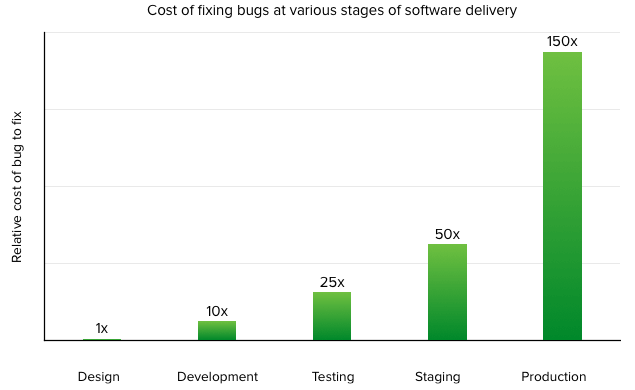 Cost of fixing bugs at various stages of software delivery
Relative cost of bug to fix
1x
10x
25x
50x
150x
Design
Development
Testing
Staging
Production